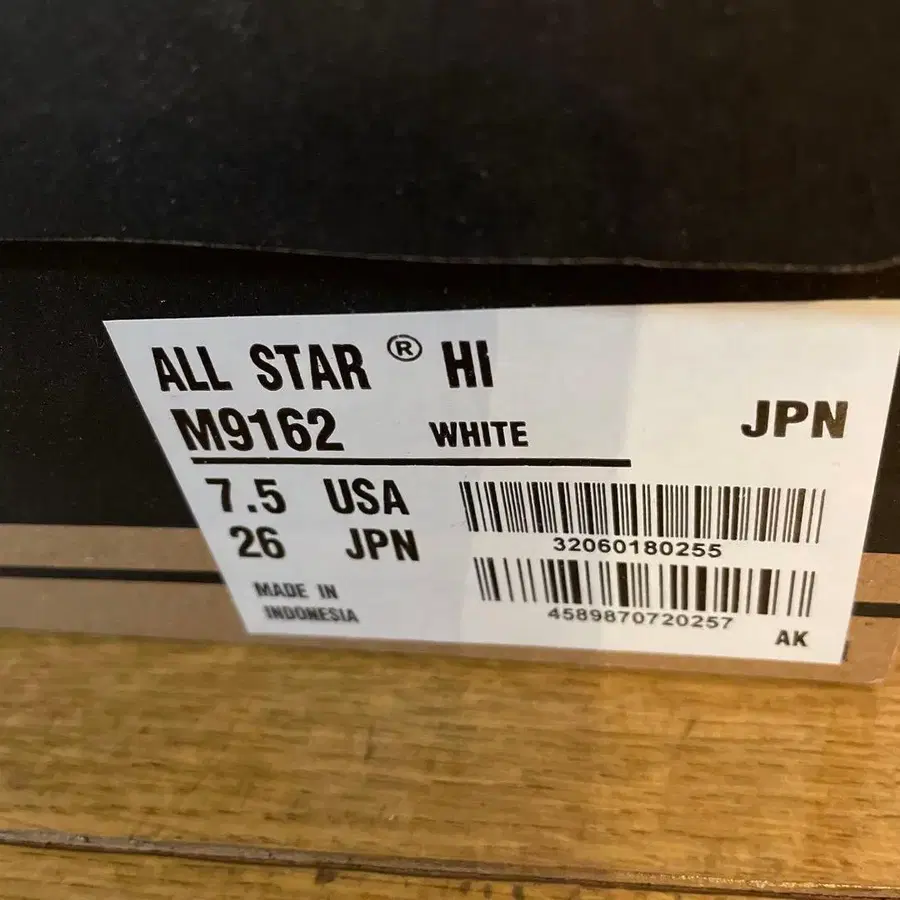 ALL STAR ® HI
M9162 WHITE JPN
7.5 USA
26 JPN
32060180255
MADE IN
INDONESIA
4589870720257
AK